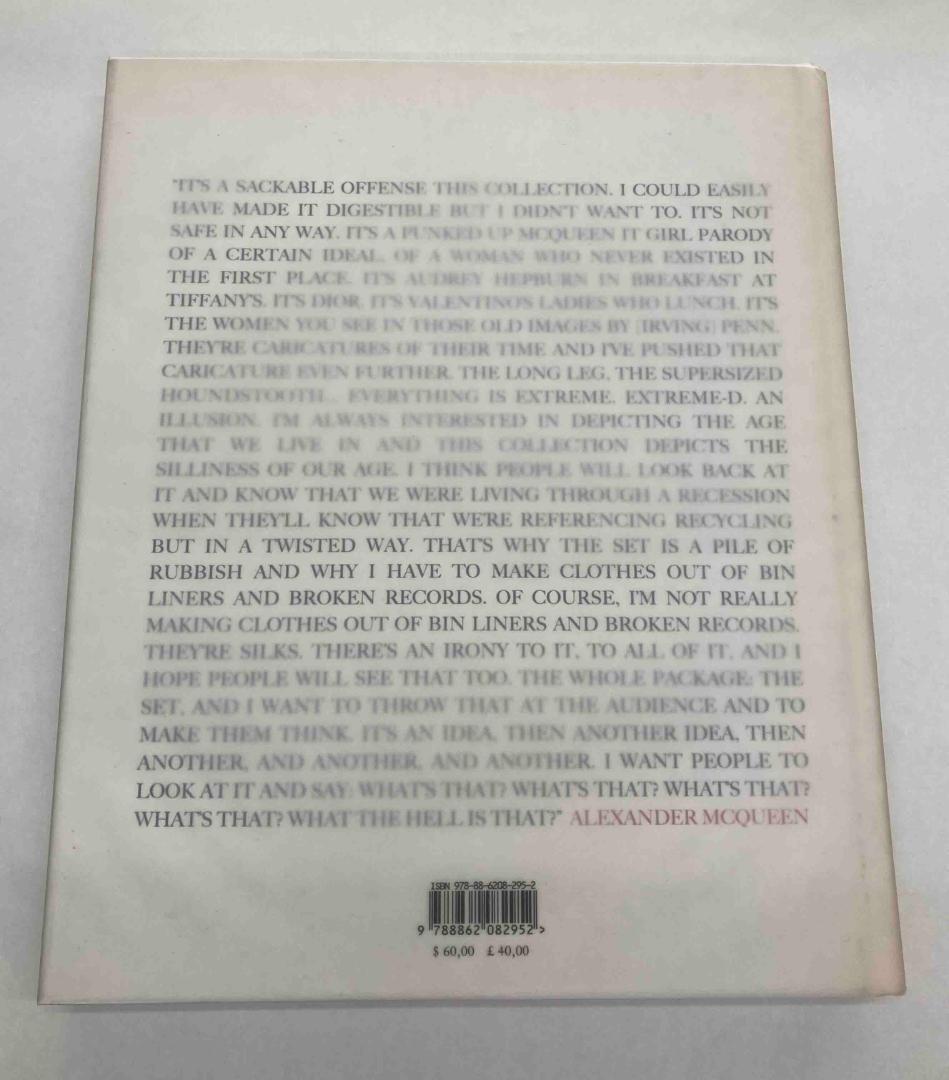 "IT'S A SACKABLE OFFENSE THIS COLLECTION. I COULD EASILY
HAVE MADE IT DIGESTIBLE BUT I DIDN'T WANT TO. IT'S NOT
SAFE IN ANY WAY. IT'S A PUNKED UP MCQUEEN IT GIRL PARODY
OF A CERTAIN IDEAL. OF A WOMAN WHO NEVER EXISTED IN
THE FIRST PLACE. IT'S AUDREY HEPBURN IN BREAKFAST AT
TIFFANY'S. IT'S DIOR, IT'S VALENTINO'S LADIES WHO LUNCH. IT'S
THE WOMEN YOU SEE IN THOSE OLD IMAGES BY [IRVING] PENN.
THEY'RE CARICATURES OF THEIR TIME AND I'VE PUSHED THAT
CARICATURE EVEN FURTHER. THE LONG LEG, THE SUPERSIZED
HOUNDSTOOTH... EVERYTHING IS EXTREME. EXTREME-D. AN
ILLUSION. I'M ALWAYS INTERESTED IN DEPICTING THE AGE
THAT WE LIVE IN AND THIS COLLECTION DEPICTS THE
SILLINESS OF OUR AGE. I THINK PEOPLE WILL LOOK BACK AT
IT AND KNOW THAT WE WERE LIVING THROUGH A RECESSION
WHEN THEY'LL KNOW THAT WE'RE REFERENCING RECYCLING
BUT IN A TWISTED WAY. THAT'S WHY THE SET IS A PILE OF
RUBBISH AND WHY I HAVE TO MAKE CLOTHES OUT OF BIN
LINERS AND BROKEN RECORDS. OF COURSE, I'M NOT REALLY
MAKING CLOTHES OUT OF BIN LINERS AND BROKEN RECORDS.
THEY'RE SILKS. THERE'S AN IRONY TO IT, TO ALL OF IT, AND I
HOPE PEOPLE WILL SEE THAT TOO. THE WHOLE PACKAGE: THE
SET, AND I WANT TO THROW THAT AT THE AUDIENCE AND TO
MAKE THEM THINK. IT'S AN IDEA, THEN ANOTHER IDEA, THEN
ANOTHER, AND ANOTHER, AND ANOTHER. I WANT PEOPLE TO
LOOK AT IT AND SAY: WHAT'S THAT? WHAT'S THAT? WHAT'S THAT?
WHAT'S THAT? WHAT THE HELL IS THAT?" ALEXANDER MCQUEEN
ISBN 978-88-6208-295-2
9 788862 082952 >
$ 60,00 £ 40,00